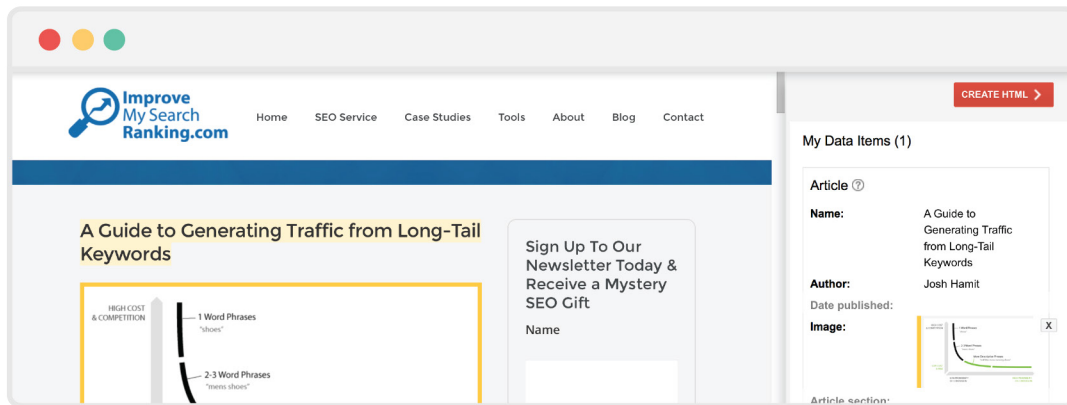 Improve
My Search
Ranking.com
Home SEO Service Case Studies Tools About Blog Contact
A Guide to Generating Traffic from Long-Tail
Keywords
HIGH COST
& COMPETITION
1 Word Phrases
"shoes"
2-3 Word Phrases
"mens shoes"
Sign Up To Our
Newsletter Today &
Receive a Mystery
SEO Gift
Name
CREATE HTML
My Data Items (1)
Article ?
Name: A Guide to
Generating Traffic
from Long-Tail
Keywords
Author: Josh Hamit
Date published:
Image:
X
Article section: